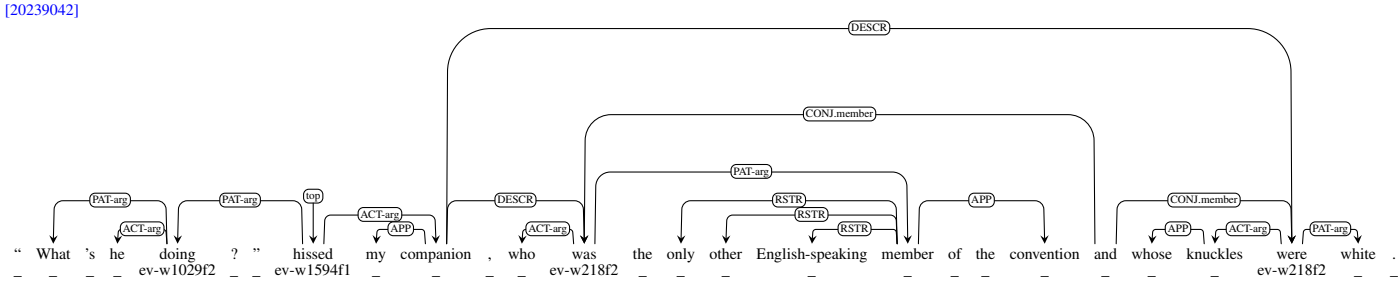 [20239042]
DESCR
CONJ.member
PAT-arg
PAT-arg PAT-arg top DESCR RSTR APP CONJ.member
ACT-arg RSTR
ACT-arg APP ACT-arg RSTR APP ACT-arg PAT-arg
“ What ’s he doing ? ” hissed my companion , who was the only other English-speaking member of the convention and whose knuckles were white .
_ _ _ _ ev-w1029f2 _ _ ev-w1594f1 _ _ _ _ ev-w218f2 _ _ _ _ _ _ _ _ _ _ _ ev-w218f2 _ _